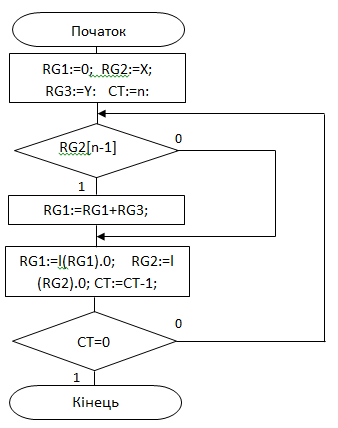 Початок
RG1:=0; RG2:=X;
RG3:=Y: CT:=n:
RG2[n-1]
0
1
RG1:=RG1+RG3;
RG1:=l(RG1).0; RG2:=l
(RG2).0; CT:=CT-1;
CT=0
0
1
Кінець